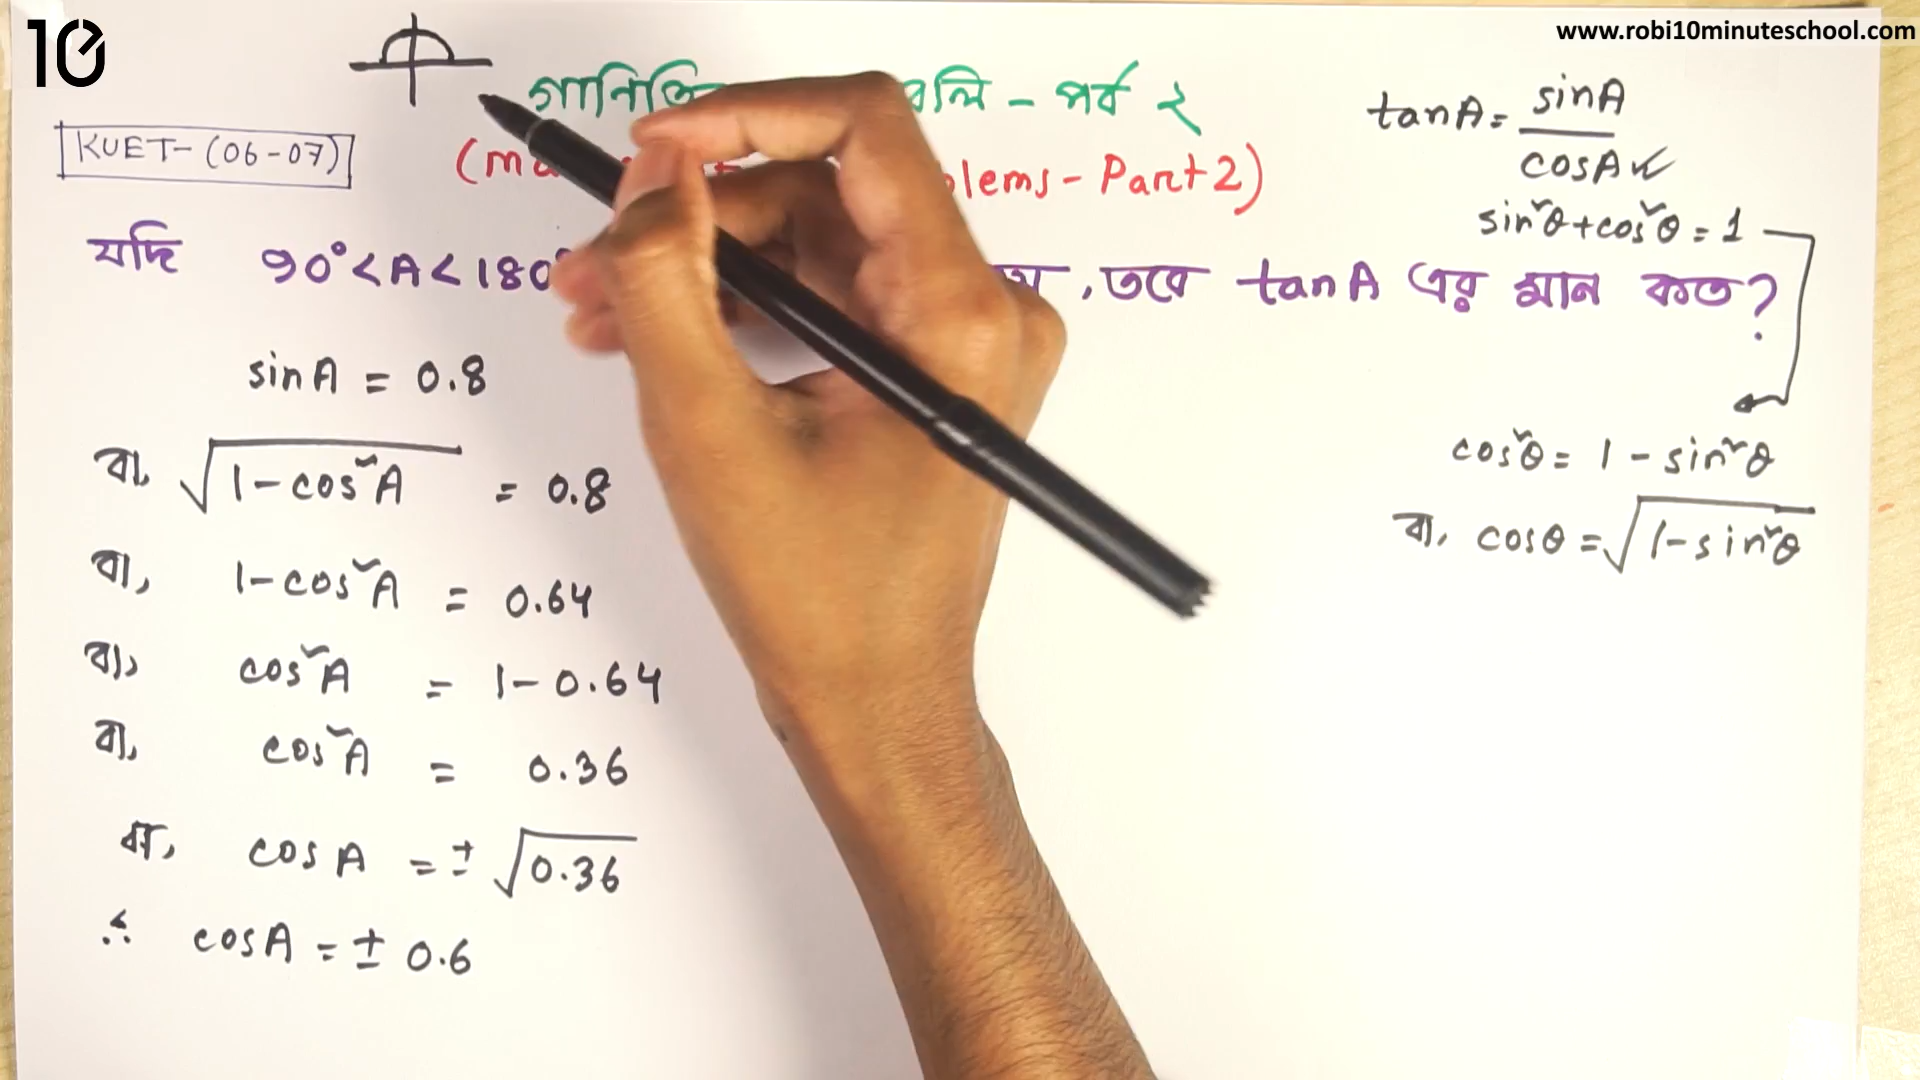 10
www.robi10minuteschool.com
গাণিতিক – পর্ব ২
KUET-(06-07)
Part 2)
tanA = sinA / cosA
sin²θ+cos²θ = 1
যদি 90° < A < 180° , তবে tanA এর মান কত?
sinA = 0.8
বা, √(1-cos²A) = 0.8
বা, 1-cos²A = 0.64
বা, cos²A = 1-0.64
বা, cos²A = 0.36
বা, cosA = ± √0.36
∴ cosA = ± 0.6
cos²θ = 1 - sin²θ
বা, cosθ = √(1-sin²θ)